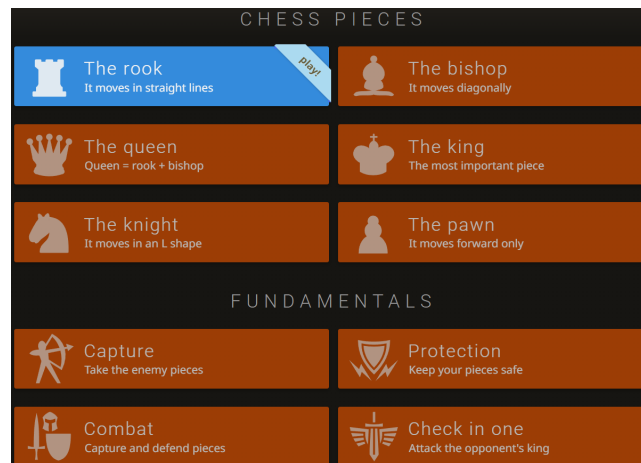 CHESS PIECES
The rook
It moves in straight lines
play!
The bishop
It moves diagonally
The queen
Queen = rook + bishop
The king
The most important piece
The knight
It moves in an L shape
The pawn
It moves forward only
FUNDAMENTALS
Capture
Take the enemy pieces
Protection
Keep your pieces safe
Combat
Capture and defend pieces
Check in one
Attack the opponent's king